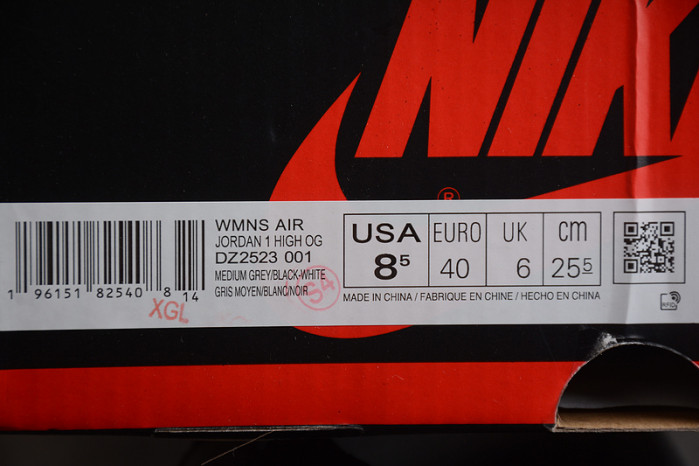 NIKE
®
WMNS AIR
JORDAN 1 HIGH OG
DZ2523 001
MEDIUM GREY/BLACK-WHITE
GRIS MOYEN/BLANC/NOIR
1 96151 82540 8 14
XGL
S4
USA EURO UK cm
8⁵ 40 6 25⁵
MADE IN CHINA / FABRIQUE EN CHINE / HECHO EN CHINA